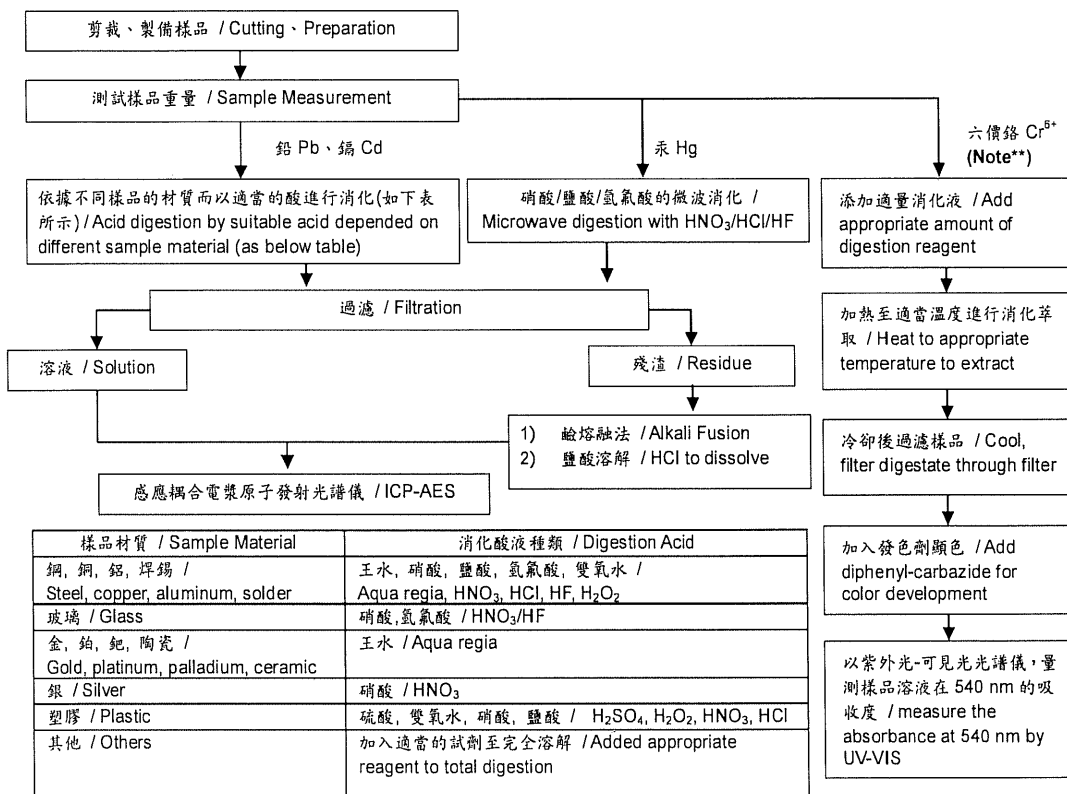 剪裁、製備樣品 / Cutting、Preparation
測試樣品重量 / Sample Measurement
鉛 Pb、鎘 Cd
汞 Hg
六價鉻 Cr⁶⁺
(Note**)
依據不同樣品的材質而以適當的酸進行消化(如下表
所示) / Acid digestion by suitable acid depended on
different sample material (as below table)
硝酸/鹽酸/氫氟酸的微波消化 /
Microwave digestion with HNO₃/HCl/HF
添加適量消化液 / Add
appropriate amount of
digestion reagent
過濾 / Filtration
加熱至適當溫度進行消化萃
取 / Heat to appropriate
temperature to extract
溶液 / Solution
殘渣 / Residue
1) 鹼熔融法 / Alkali Fusion
2) 鹽酸溶解 / HCl to dissolve
冷卻後過濾樣品 / Cool,
filter digestate through filter
感應耦合電漿原子發射光譜儀 / ICP-AES
加入發色劑顯色 / Add
diphenyl-carbazide for
color development
以紫外光-可見光光譜儀，量
測樣品溶液在 540 nm 的吸
收度 / measure the
absorbance at 540 nm by
UV-VIS
樣品材質 / Sample Material
消化酸液種類 / Digestion Acid
鋼, 銅, 鋁, 焊錫 /
Steel, copper, aluminum, solder
王水, 硝酸, 鹽酸, 氫氟酸, 雙氧水 /
Aqua regia, HNO₃, HCl, HF, H₂O₂
玻璃 / Glass
硝酸,氫氟酸 / HNO₃/HF
金, 鉑, 鈀, 陶瓷 /
Gold, platinum, palladium, ceramic
王水 / Aqua regia
銀 / Silver
硝酸 / HNO₃
塑膠 / Plastic
硫酸, 雙氧水, 硝酸, 鹽酸 / H₂SO₄, H₂O₂, HNO₃, HCl
其他 / Others
加入適當的試劑至完全溶解 / Added appropriate
reagent to total digestion